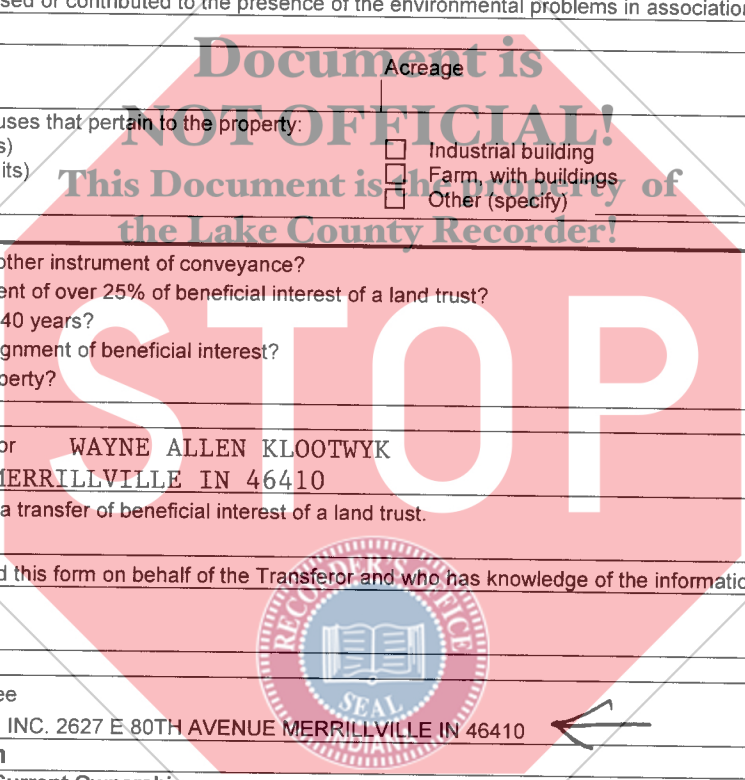 sed or contributed to the presence of the environmental problems in association
Document is
Acreage
NOT OFFICIAL!
uses that pertain to the property:
s)
Industrial building
its)
Farm, with buildings
This Document is the property of
Other (specify)
the Lake County Recorder!
other instrument of conveyance?
ent of over 25% of beneficial interest of a land trust?
40 years?
gnment of beneficial interest?
perty?
STOP
or WAYNE ALLEN KLOOTWYK
MERRILLVILLE IN 46410
a transfer of beneficial interest of a land trust.
d this form on behalf of the Transferor and who has knowledge of the informatio
RECORDER'S OFFICE
SEAL
INDIANA
ee
INC. 2627 E 80TH AVENUE MERRILLVILLE IN 46410
n
Current Ownershi